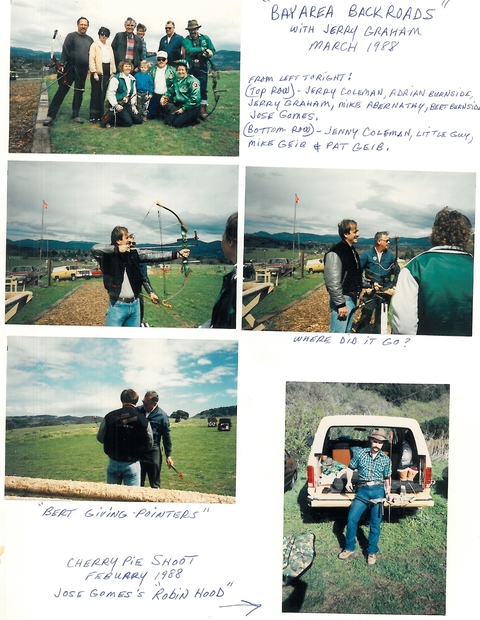 "BAY AREA BACKROADS"
WITH JERRY GRAHAM
MARCH 1988
FROM LEFT TO RIGHT:
(TOP ROW) - JERRY COLEMAN, ADRIAN BURNSIDE,
JERRY GRAHAM, MIKE ABERNATHY, BERT BURNSIDE
JOSE GOMES.
(BOTTOM ROW) - JENNY COLEMAN, LITTLE GUY,
MIKE GEIB & PAT GEIB.
WHERE DID IT GO?
"BERT GIVING POINTERS"
CHERRY PIE SHOOT
FEBUARY 1988
JOSE GOMES'S "ROBIN HOOD"